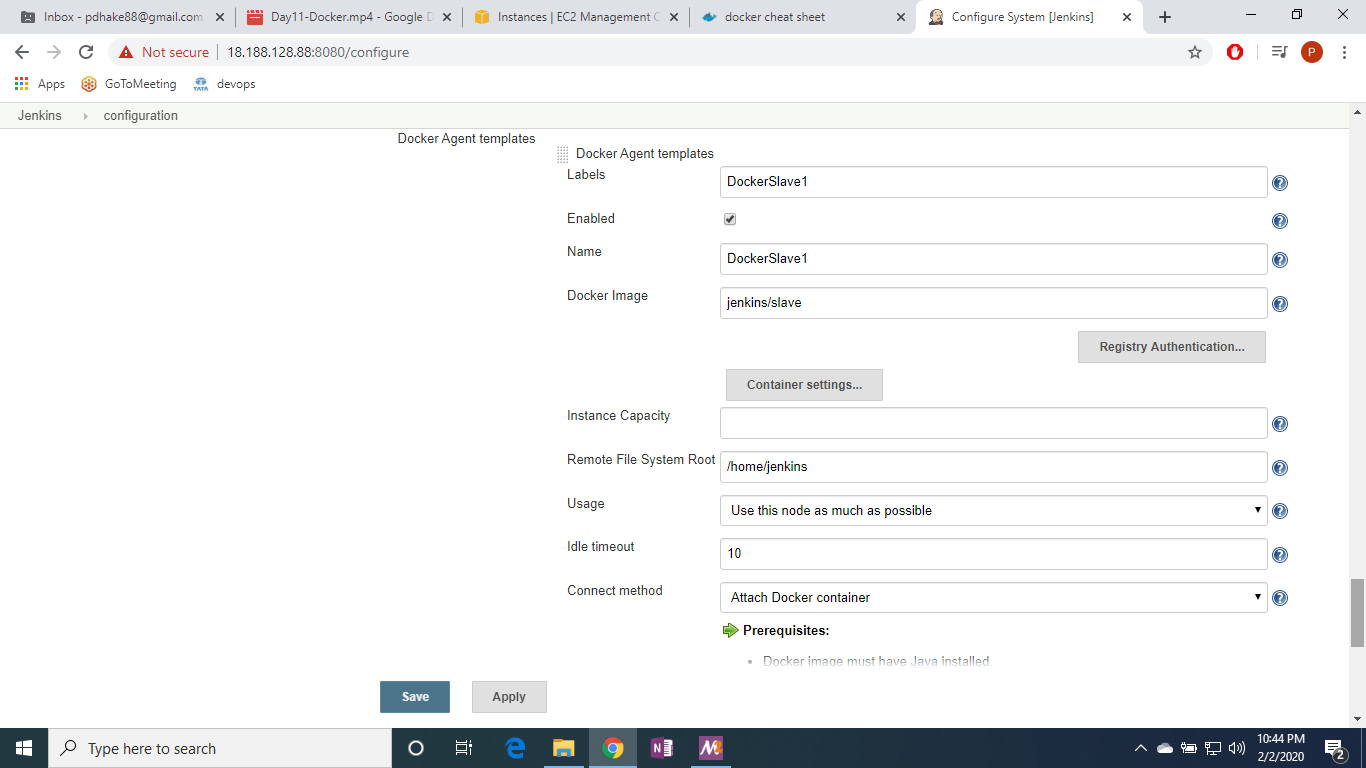 Inbox - pdhake88@gmail.com
Day11-Docker.mp4 - Google D
Instances | EC2 Management C
docker cheat sheet
Configure System [Jenkins]
Not secure
18.188.128.88:8080/configure
P
Apps
GoToMeeting
TATA
devops
Jenkins
configuration
Docker Agent templates
Docker Agent templates
Labels
DockerSlave1
Enabled
Name
DockerSlave1
Docker Image
jenkins/slave
Registry Authentication...
Container settings...
Instance Capacity
Remote File System Root
/home/jenkins
Usage
Use this node as much as possible
Idle timeout
10
Connect method
Attach Docker container
Prerequisites:
• Docker image must have Java installed.
Save
Apply
Type here to search
10:44 PM
2/2/2020
2